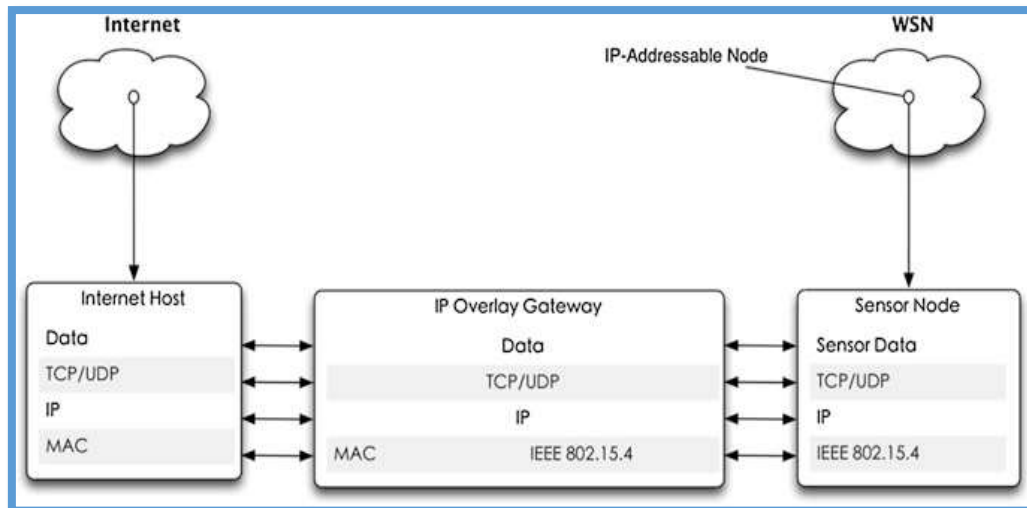 Internet
WSN
IP-Addressable Node
Internet Host
Data
TCP/UDP
IP
MAC
IP Overlay Gateway
Data
TCP/UDP
IP
MAC IEEE 802.15.4
Sensor Node
Sensor Data
TCP/UDP
IP
IEEE 802.15.4